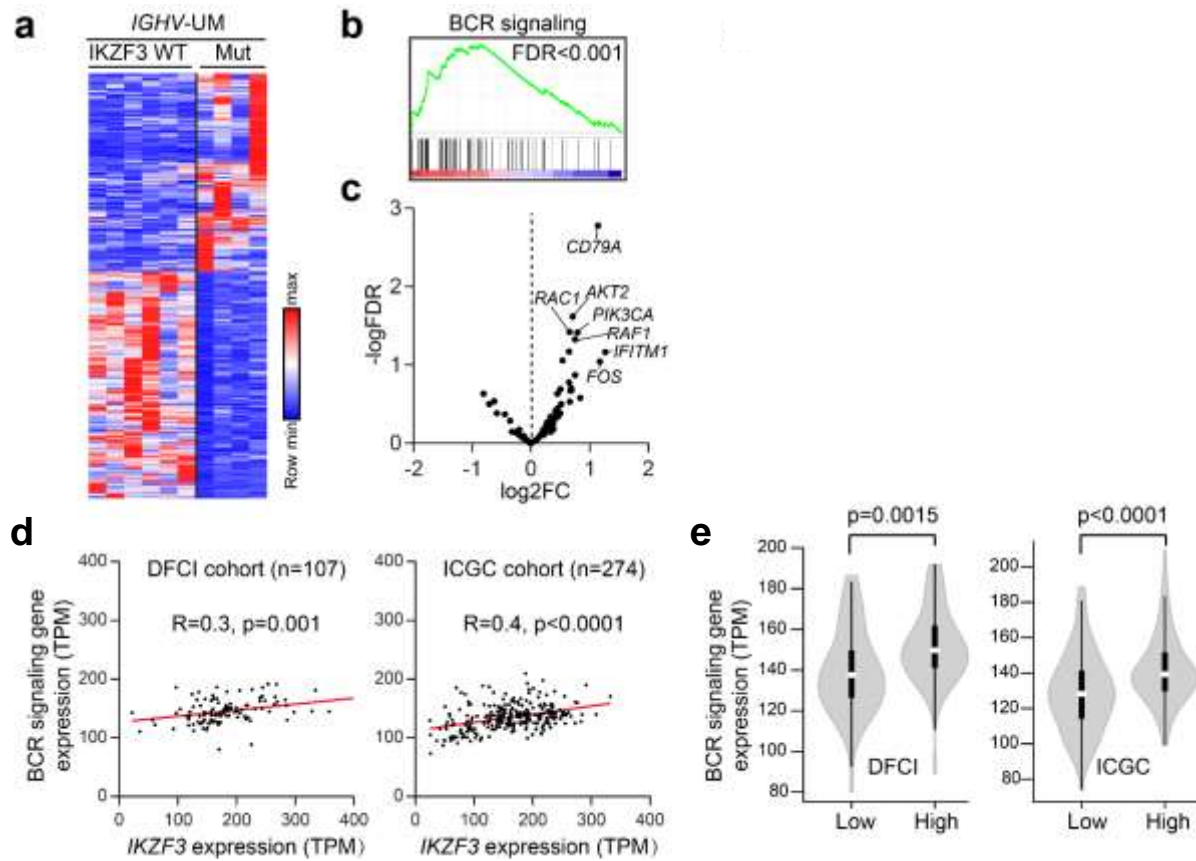 a
IGHV-UM
IKZF3 WT Mut
Row min max
b
BCR signaling
FDR<0.001
c
3
2
1
0
-logFDR
CD79A
RAC1 AKT2
PIK3CA
RAF1
IFITM1
FOS
-2 -1 0 1 2
log2FC
d
BCR signaling gene
expression (TPM)
400
300
200
100
0
DFCI cohort (n=107)
R=0.3, p=0.001
0 100 200 300 400
IKZF3 expression (TPM)
400
300
200
100
0
ICGC cohort (n=274)
R=0.4, p<0.0001
0 100 200 300 400
IKZF3 expression (TPM)
e
BCR signaling gene
expression (TPM)
p=0.0015
200
180
160
140
120
100
80
DFCI
Low High
p<0.0001
200
180
160
140
120
100
80
ICGC
Low High